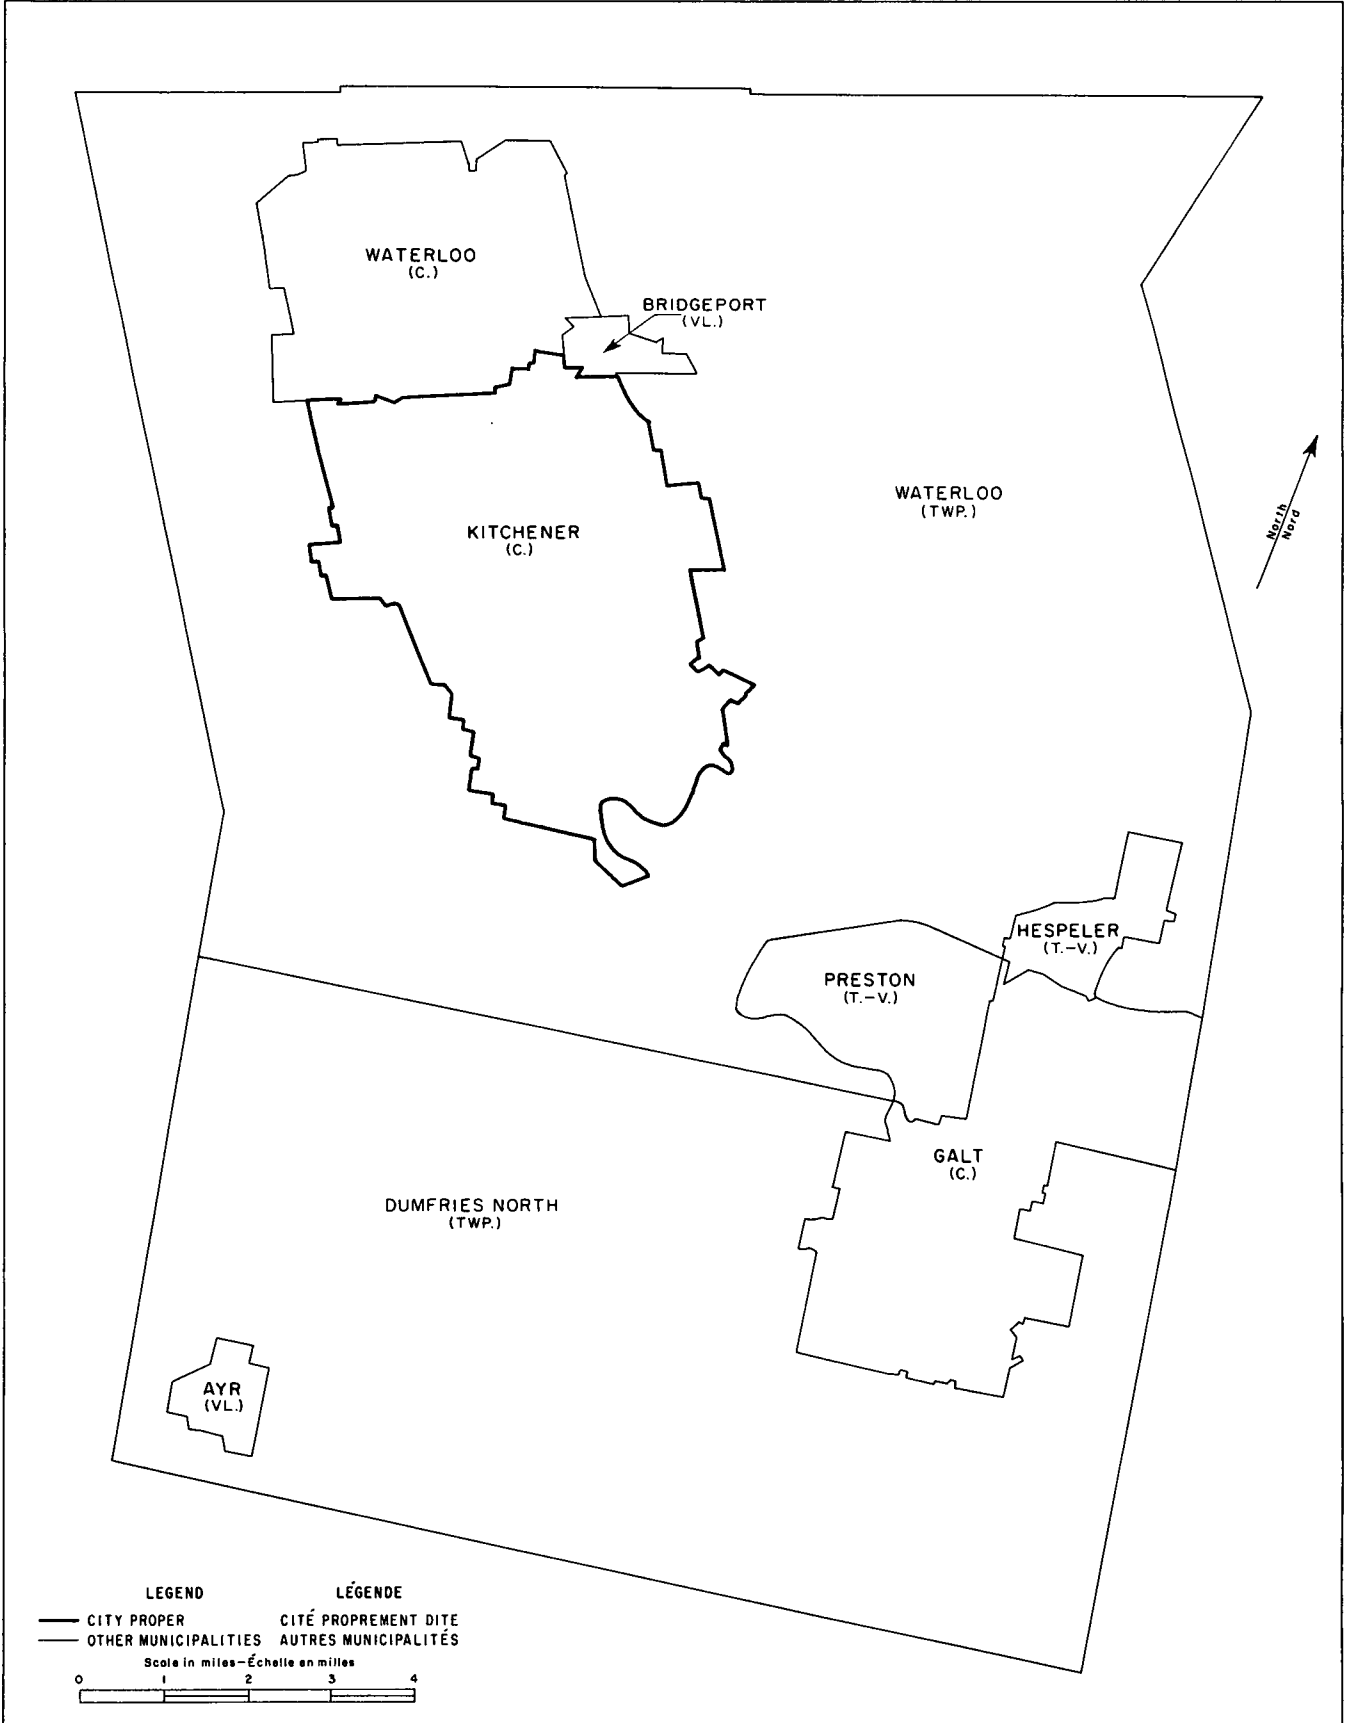 WATERLOO
(C.)
BRIDGEPORT
(VL.)
WATERLOO
(TWP.)
North
Nord
KITCHENER
(C.)
HESPELER
(T.-V.)
PRESTON
(T.-V.)
GALT
(C.)
DUMFRIES NORTH
(TWP.)
AYR
(VL.)
LEGEND LÉGENDE
CITY PROPER CITÉ PROPREMENT DITE
OTHER MUNICIPALITIES AUTRES MUNICIPALITÉS
Scale in miles–Échelle en milles
0 1 2 3 4